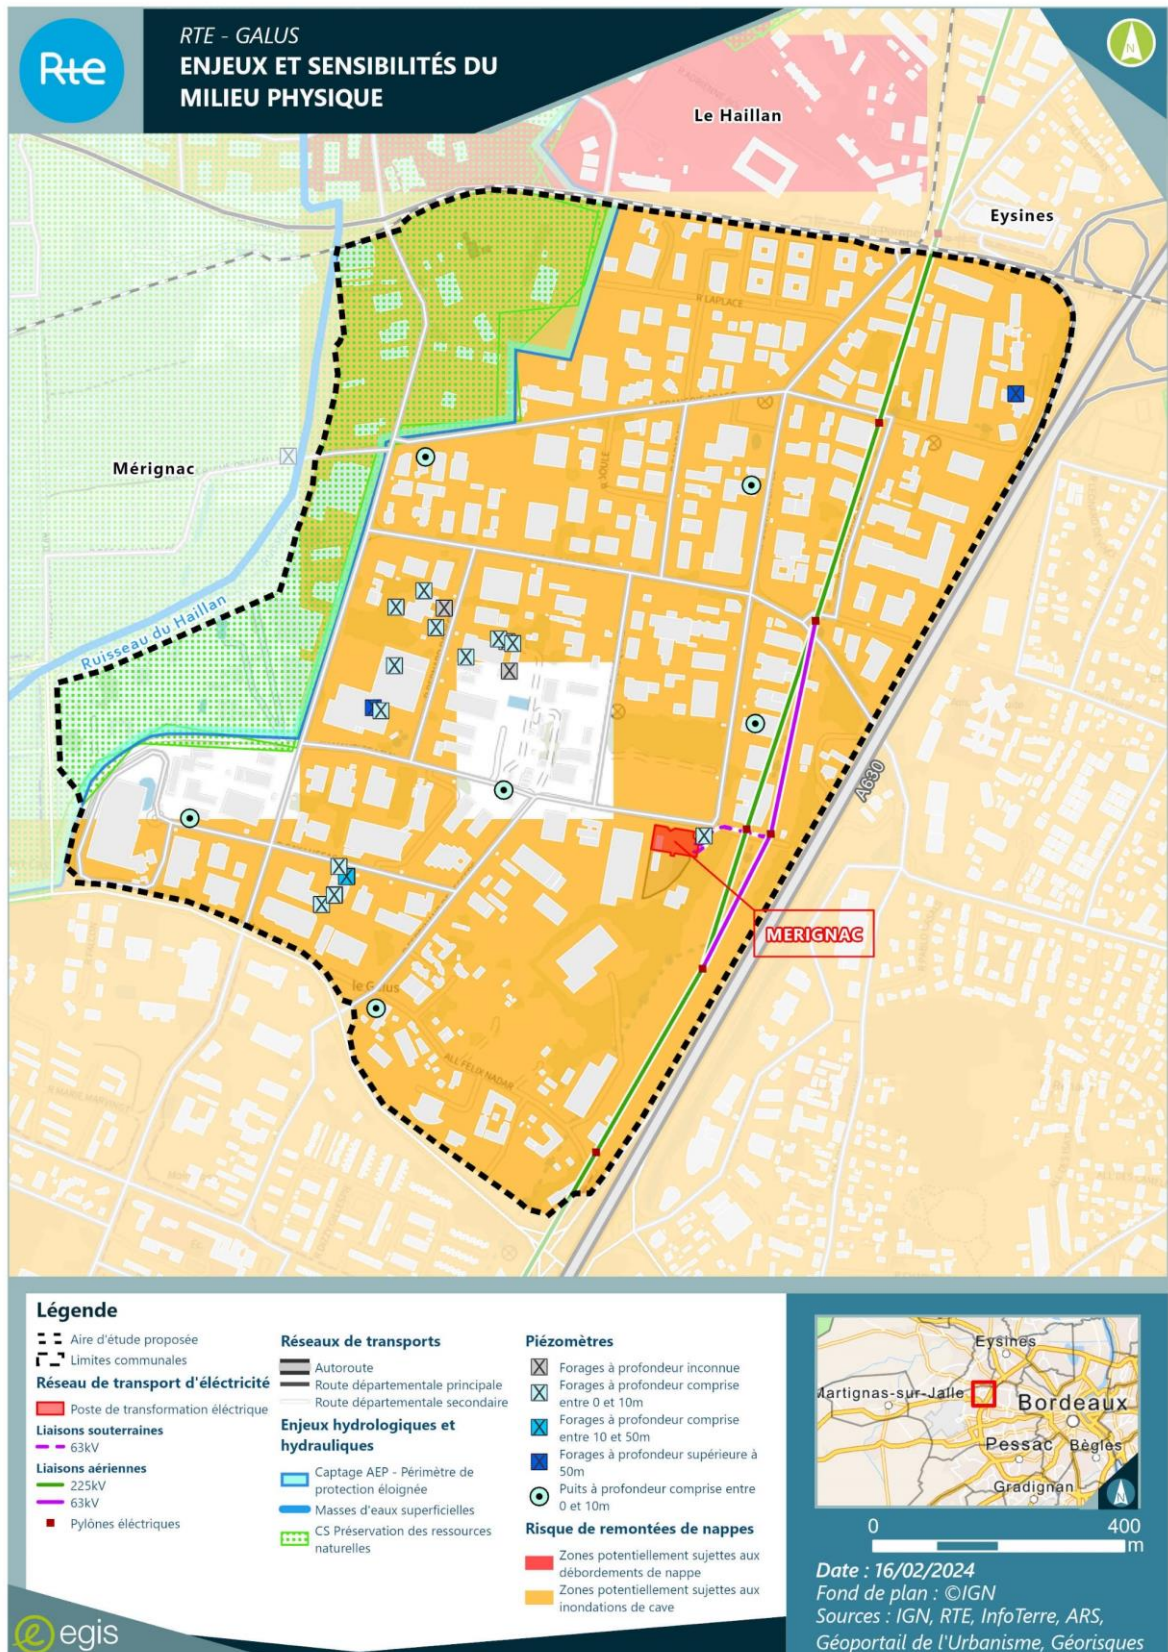 Rte
RTE - GALUS
ENJEUX ET SENSIBILITÉS DU
MILIEU PHYSIQUE
N
Le Haillan
Eysines
R LAPLACE
Mérignac
R JOULE
Ruisseau du Haillan
A630
MERIGNAC
le Galus
ALL FELIX NADAR
Légende
Aire d'étude proposée
Limites communales
Réseau de transport d'éléctricité
Poste de transformation électrique
Liaisons souterraines
63kV
Liaisons aériennes
225kV
63kV
Pylônes électriques
Réseaux de transports
Autoroute
Route départementale principale
Route départementale secondaire
Enjeux hydrologiques et
hydrauliques
Captage AEP - Périmètre de
protection éloignée
Masses d'eaux superficielles
CS Préservation des ressources
naturelles
Piézomètres
Forages à profondeur inconnue
Forages à profondeur comprise
entre 0 et 10m
Forages à profondeur comprise
entre 10 et 50m
Forages à profondeur supérieure à
50m
Puits à profondeur comprise entre
0 et 10m
Risque de remontées de nappes
Zones potentiellement sujettes aux
débordements de nappe
Zones potentiellement sujettes aux
inondations de cave
Eysines
Martignas-sur-Jalle
Bordeaux
Pessac
Bègles
Gradignan
N
0 400
m
Date : 16/02/2024
Fond de plan : ©IGN
Sources : IGN, RTE, InfoTerre, ARS,
Géoportail de l'Urbanisme, Géorisques
egis